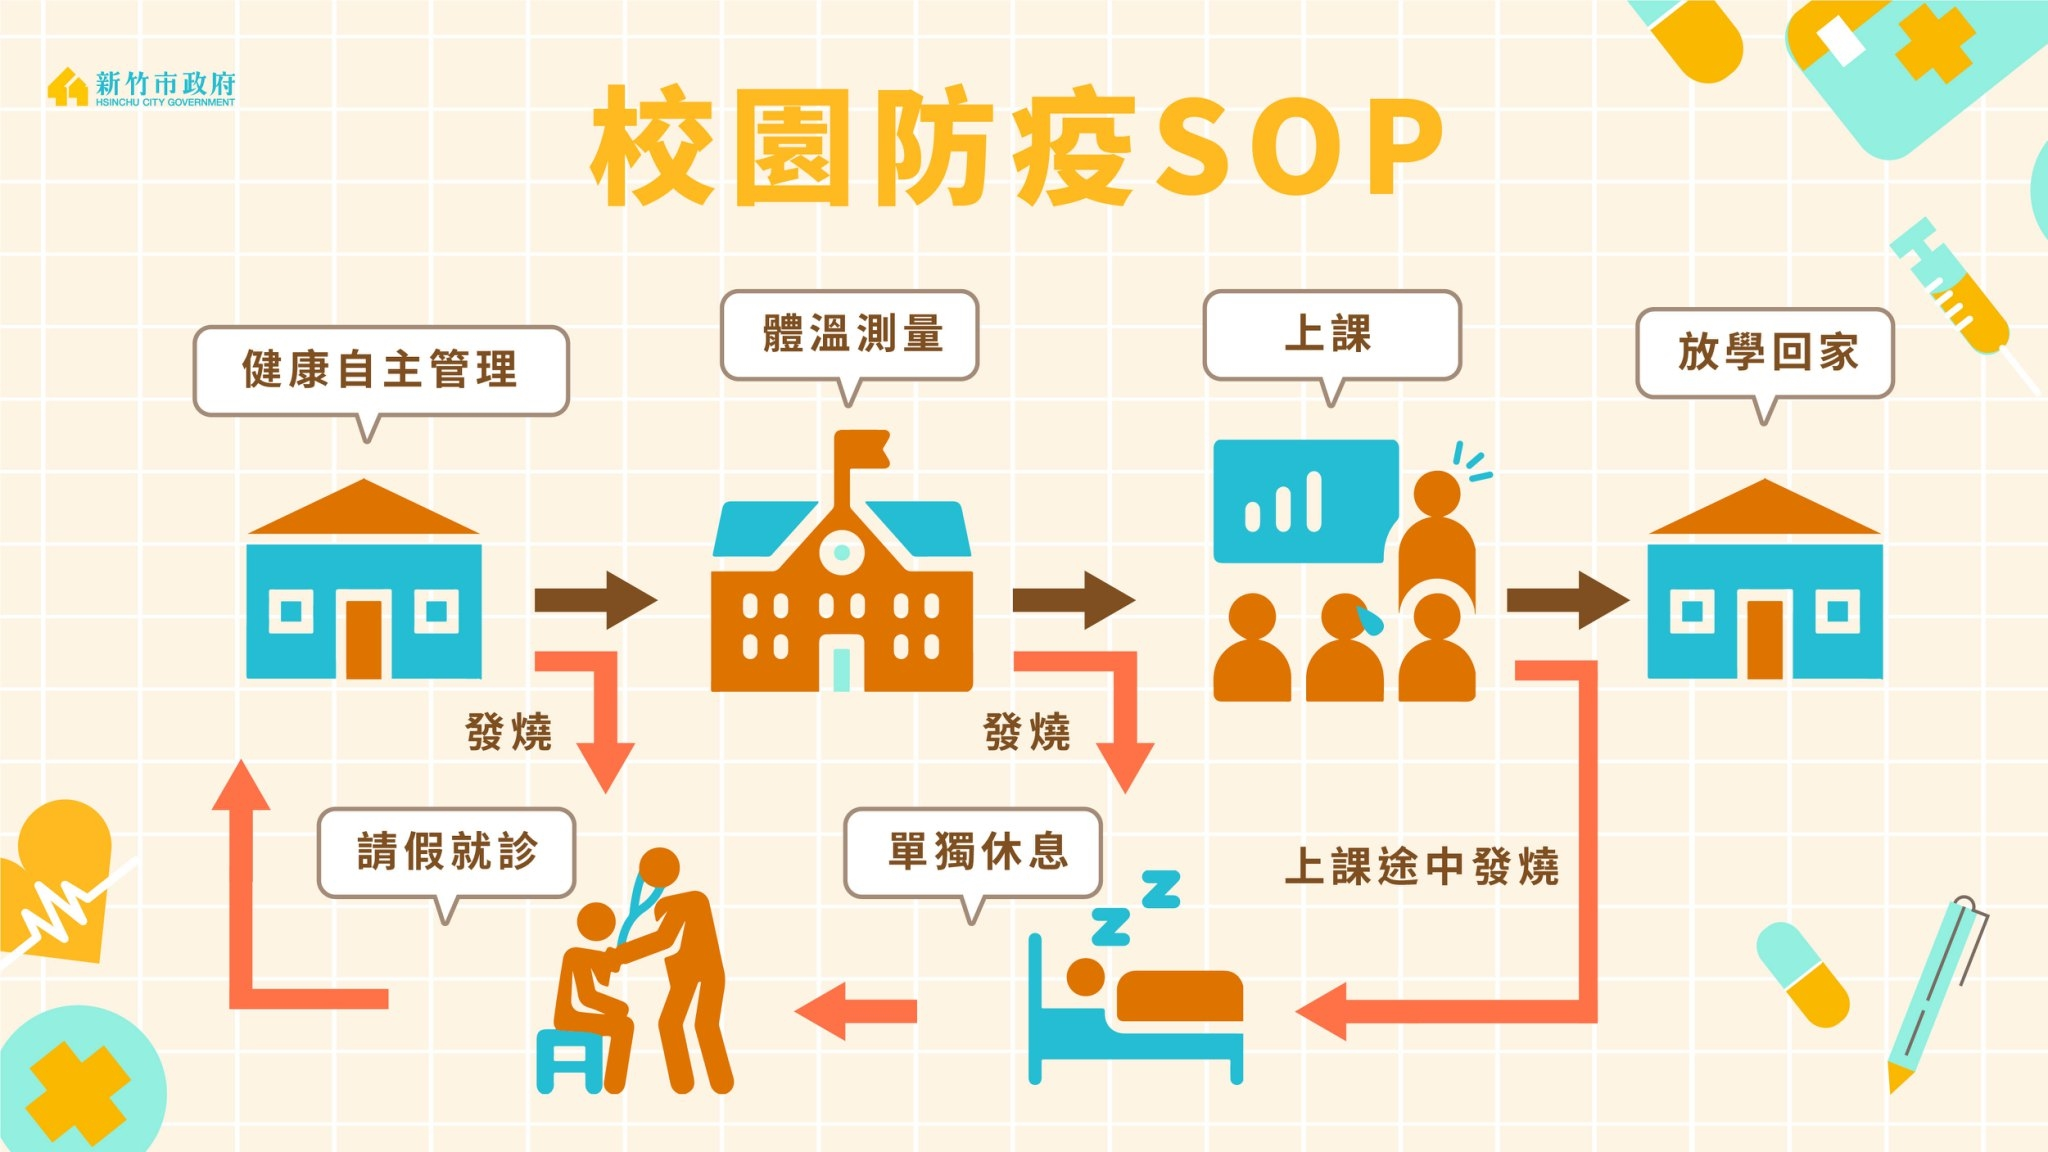 新竹市政府
HSINCHU CITY GOVERNMENT
校園防疫SOP
健康自主管理
體溫測量
上課
放學回家
發燒
發燒
請假就診
單獨休息
上課途中發燒
Z
Z